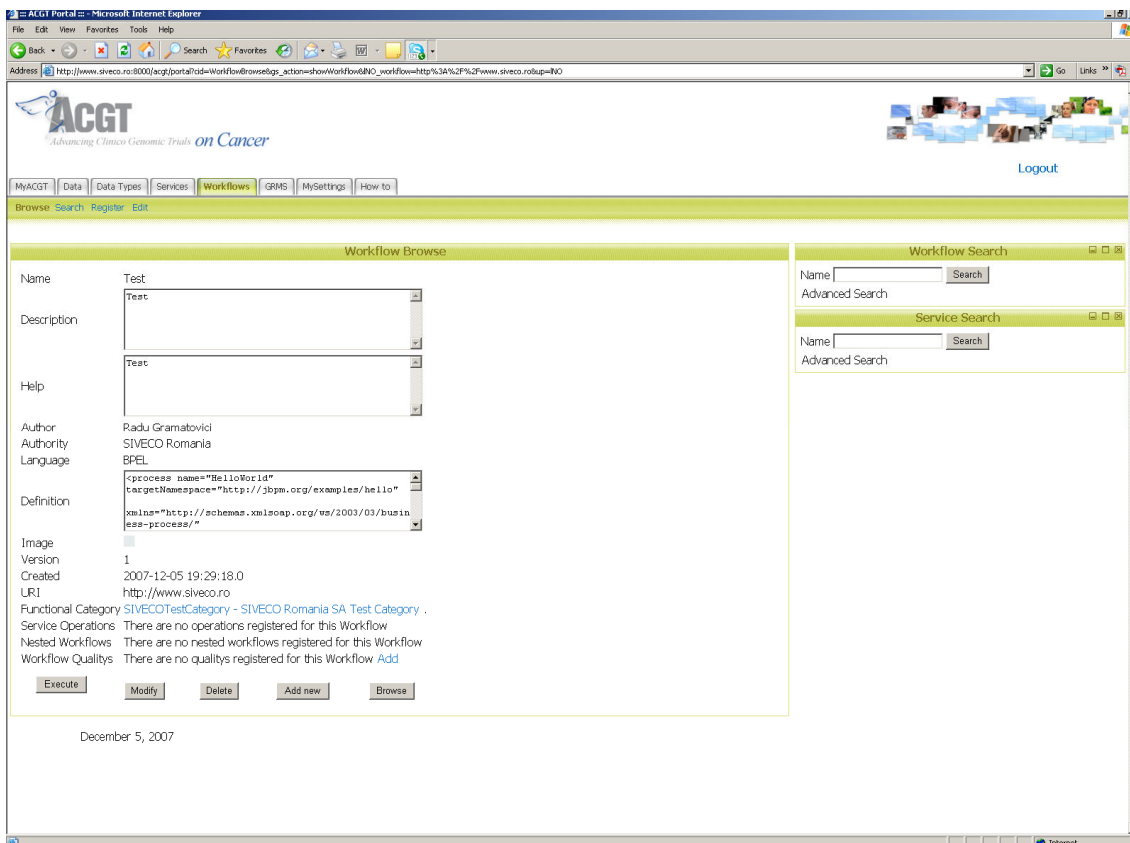 ::: ACGT Portal ::: - Microsoft Internet Explorer
File Edit View Favorites Tools Help
Back Search Favorites
Address http://www.siveco.ro:8000/acgt/portal?cid=WorkflowBrowse&gs_action=showWorkflow&INO_workflow=http%3A%2F%2Fwww.siveco.ro&up=INO Go Links »
ACGT
Advancing Clinico Genomic Trials on Cancer
Logout
MyACGT Data Data Types Services Workflows GRMS MySettings How to
Browse Search Register Edit
Workflow Browse
Name Test
Description Test
Help Test
Author Radu Gramatovici
Authority SIVECO Romania
Language BPEL
Definition
<process name="HelloWorld"
targetNamespace="http://jbpm.org/examples/hello"
xmlns="http://schemas.xmlsoap.org/ws/2003/03/busin
ess-process/"
Image
Version 1
Created 2007-12-05 19:29:18.0
URI http://www.siveco.ro
Functional Category SIVECOTestCategory - SIVECO Romania SA Test Category .
Service Operations There are no operations registered for this Workflow
Nested Workflows There are no nested workflows registered for this Workflow
Workflow Qualitys There are no qualitys registered for this Workflow Add
Execute Modify Delete Add new Browse
Workflow Search
Name Search
Advanced Search
Service Search
Name Search
Advanced Search
December 5, 2007
Internet